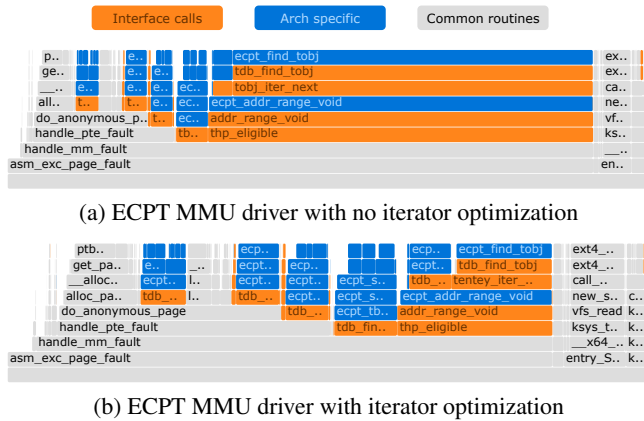 Interface calls Arch specific Common routines
p.. e.. ecpt_find_tobj ex..
ge.. e.. e.. tdb_find_tobj ex..
__.. e.. e.. e.. ec.. tobj_iter_next ca..
all.. t.. t.. e.. ec.. ecpt_addr_range_void ne..
do_anonymous_p.. t.. ec.. addr_range_void vf..
handle_pte_fault tb.. thp_eligible ks..
handle_mm_fault __..
asm_exc_page_fault en..
(a) ECPT MMU driver with no iterator optimization
ptb.. ecp.. ecp.. ecpt_find_tobj ext4_..
get_pa.. e.. ecpt.. ecp.. ecpt.. tdb_find_tobj ext4_..
__alloc.. ecpt.. l.. ecpt.. ecpt.. ecpt_s.. tdb_.. tentey_iter_.. call_..
alloc_pa.. tdb_.. l.. tdb_.. ecpt.. ecpt_s.. ecpt_addr_range_void new_s.. c..
do_anonymous_page tdb_.. ecpt_tb.. addr_range_void vfs_read k..
handle_pte_fault tdb_fin.. thp_eligible ksys_t.. k..
handle_mm_fault __x64_.. k..
asm_exc_page_fault entry_S.. k..
(b) ECPT MMU driver with iterator optimization